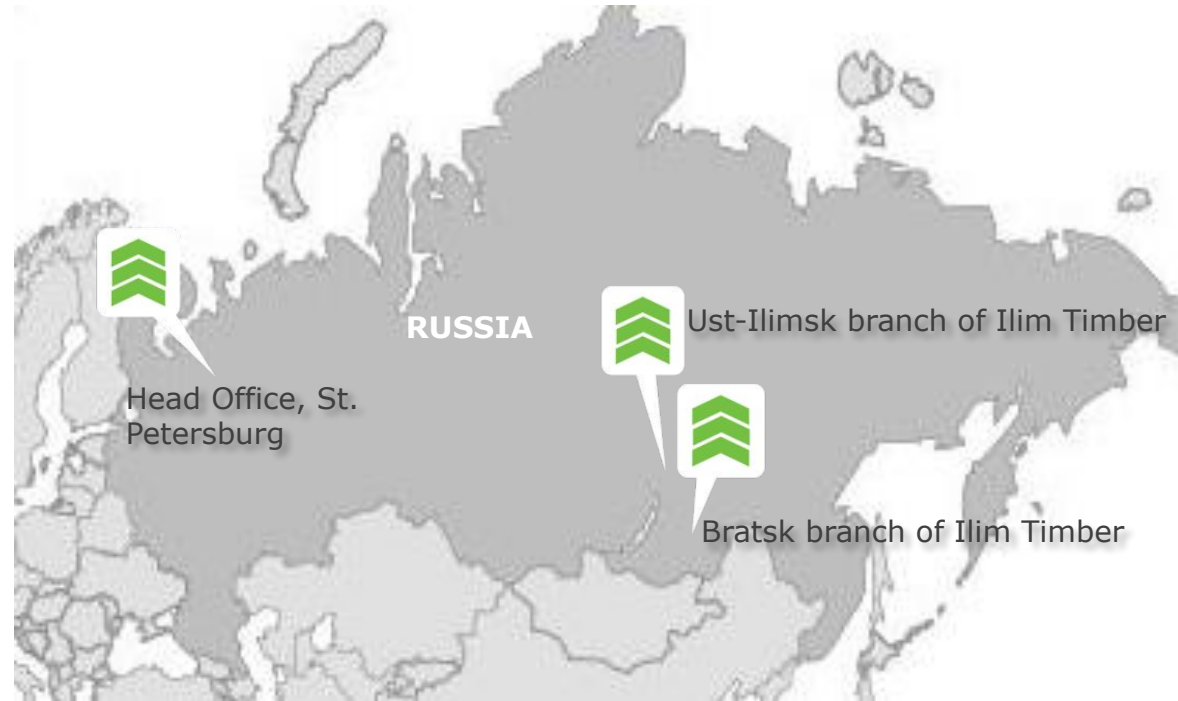 RUSSIA
Ust-Ilimsk branch of Ilim Timber
Head Office, St.
Petersburg
Bratsk branch of Ilim Timber